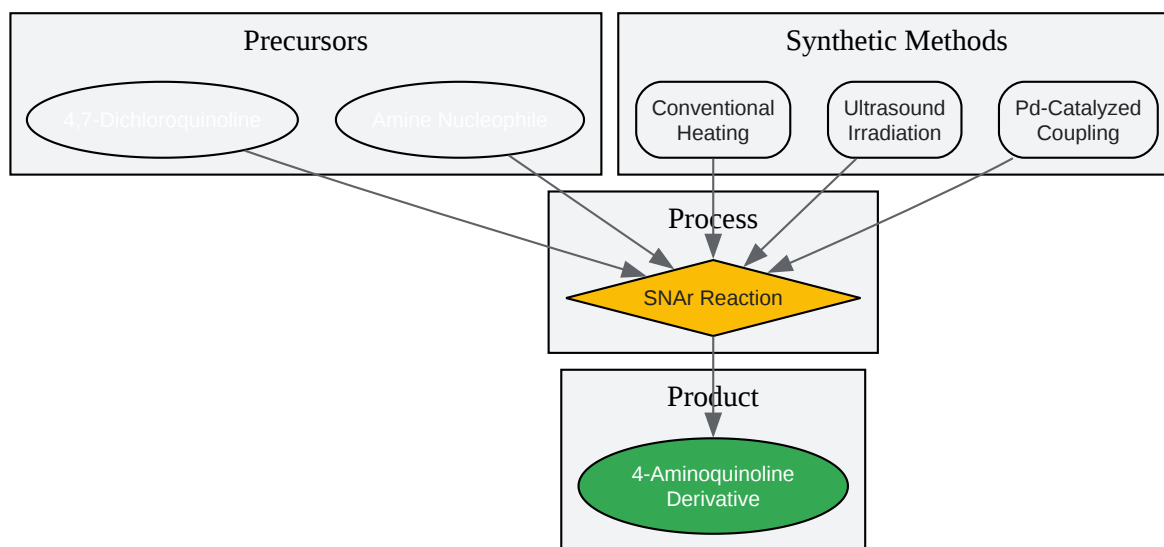 Precursors
Synthetic Methods
4,7-Dichloroquinoline
Amine Nucleophile
Conventional
Heating
Ultrasound
Irradiation
Pd-Catalyzed
Coupling
Process
SNAr Reaction
Product
4-Aminoquinoline
Derivative